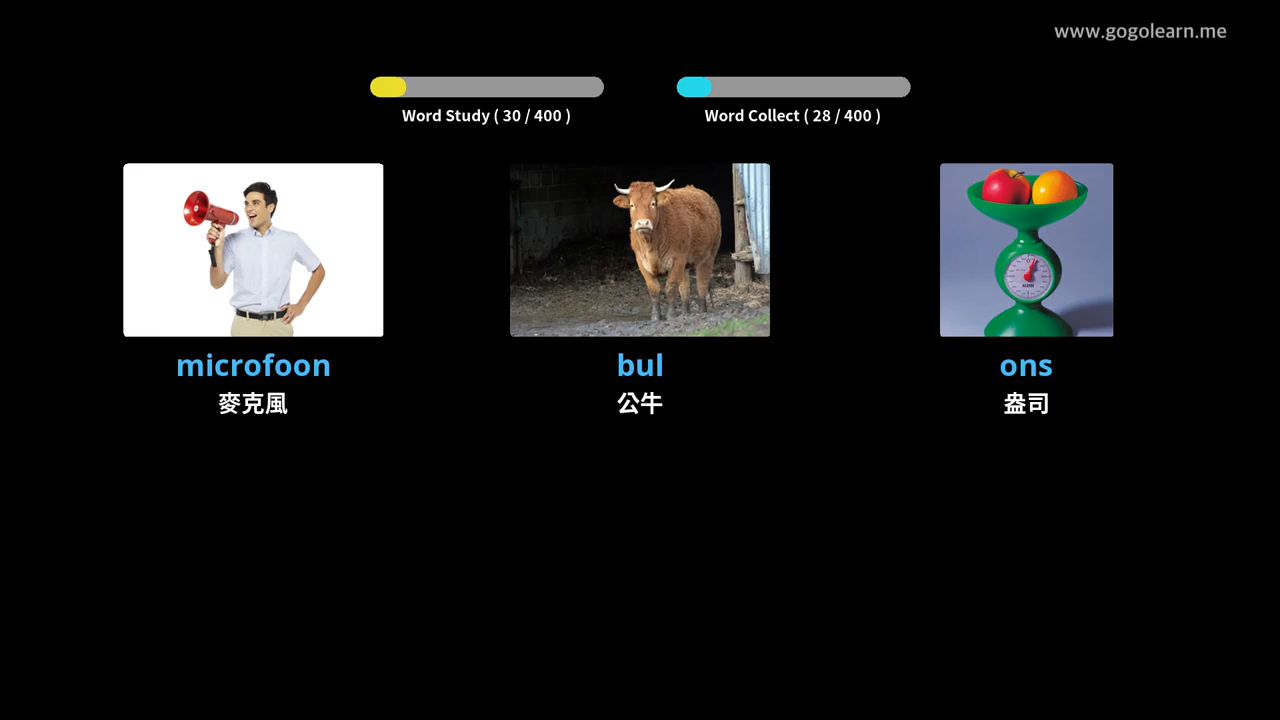 www.gogolearn.me
Word Study ( 30 / 400 )
Word Collect ( 28 / 400 )
microfoon
麥克風
bul
公牛
ons
盎司